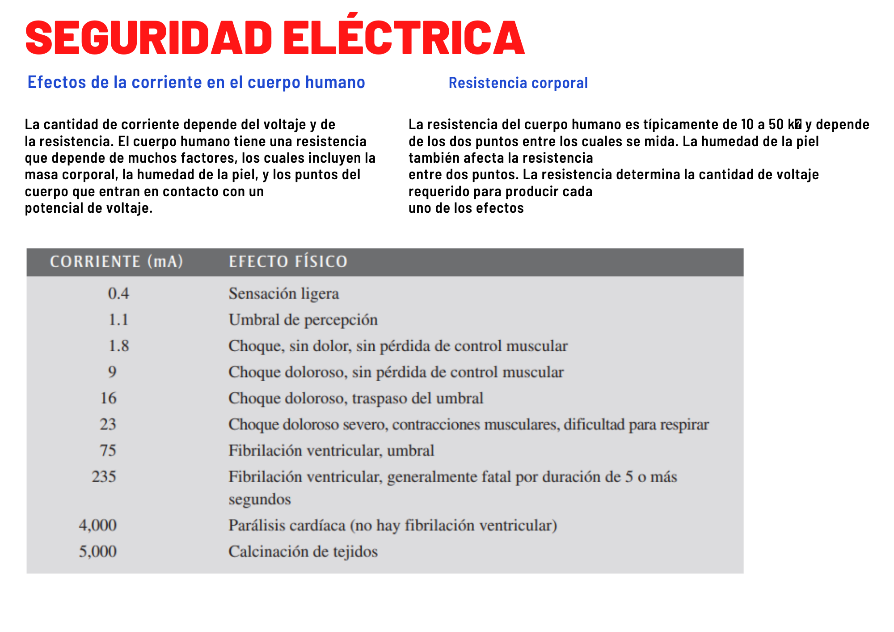 SEGURIDAD ELÉCTRICA
Efectos de la corriente en el cuerpo humano
La cantidad de corriente depende del voltaje y de
la resistencia. El cuerpo humano tiene una resistencia
que depende de muchos factores, los cuales incluyen la
masa corporal, la humedad de la piel, y los puntos del
cuerpo que entran en contacto con un
potencial de voltaje.
Resistencia corporal
La resistencia del cuerpo humano es típicamente de 10 a 50 k y depende
de los dos puntos entre los cuales se mida. La humedad de la piel
también afecta la resistencia
entre dos puntos. La resistencia determina la cantidad de voltaje
requerido para producir cada
uno de los efectos
CORRIENTE (mA) EFECTO FÍSICO
0.4 Sensación ligera
1.1 Umbral de percepción
1.8 Choque, sin dolor, sin pérdida de control muscular
9 Choque doloroso, sin pérdida de control muscular
16 Choque doloroso, traspaso del umbral
23 Choque doloroso severo, contracciones musculares, dificultad para respirar
75 Fibrilación ventricular, umbral
235 Fibrilación ventricular, generalmente fatal por duración de 5 o más
segundos
4,000 Parálisis cardíaca (no hay fibrilación ventricular)
5,000 Calcinación de tejidos